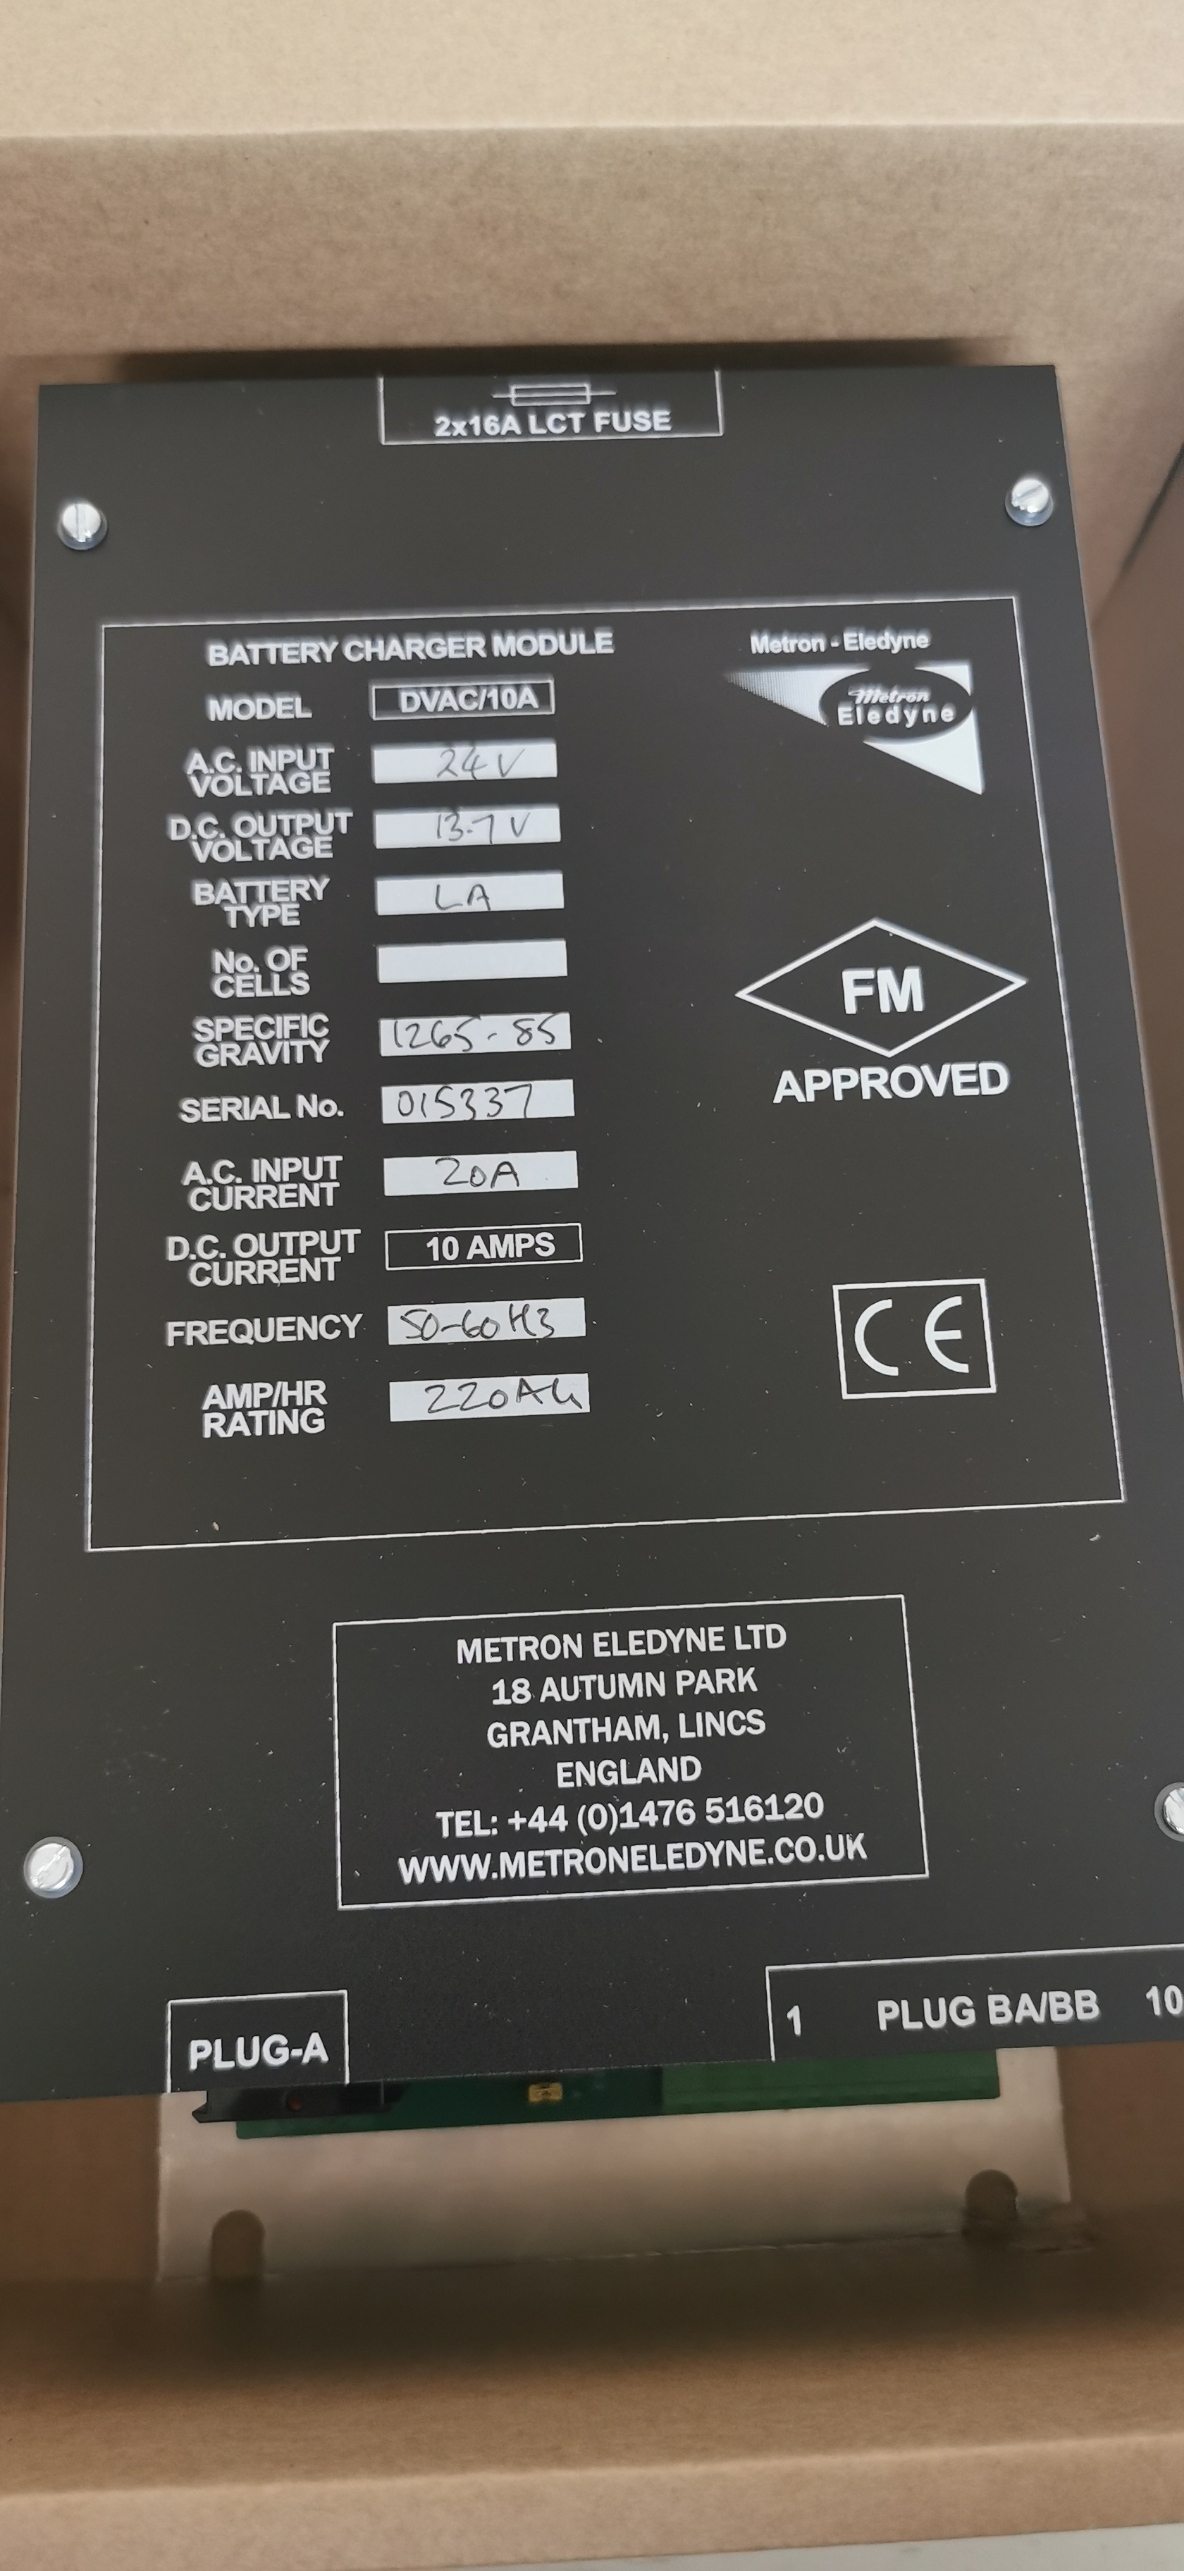 2x16A LCT FUSE
BATTERY CHARGER MODULE
Metron - Eledyne
Metron
Eledyne
MODEL DVAC/10A
A.C. INPUT
VOLTAGE 24V
D.C. OUTPUT
VOLTAGE 13.7V
BATTERY
TYPE LA
No. OF
CELLS
SPECIFIC
GRAVITY 1265-85
SERIAL No. 015337
A.C. INPUT
CURRENT 20A
D.C. OUTPUT
CURRENT 10 AMPS
FREQUENCY 50-60Hz
AMP/HR
RATING 220Ah
FM
APPROVED
CE
METRON ELEDYNE LTD
18 AUTUMN PARK
GRANTHAM, LINCS
ENGLAND
TEL: +44 (0)1476 516120
WWW.METRONELEDYNE.CO.UK
PLUG-A
1 PLUG BA/BB 10